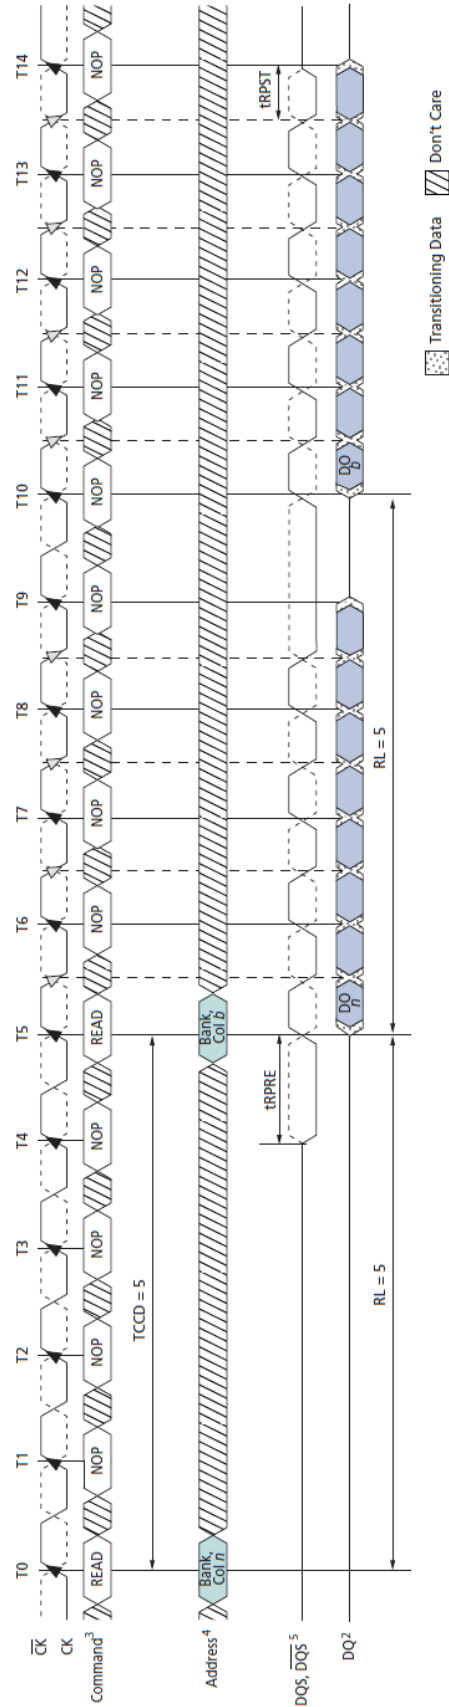 T0 T1 T2 T3 T4 T5 T6 T7 T8 T9 T10 T11 T12 T13 T14
CK
CK
Command3 READ NOP NOP NOP NOP READ NOP NOP NOP NOP NOP NOP NOP NOP NOP
TCCD = 5
Address4 Bank, Col n Bank, Col b
tRPRE tRPST
DQS, DQS 5
DQ2 DO n DO b
RL = 5 RL = 5
Transitioning Data Don't Care